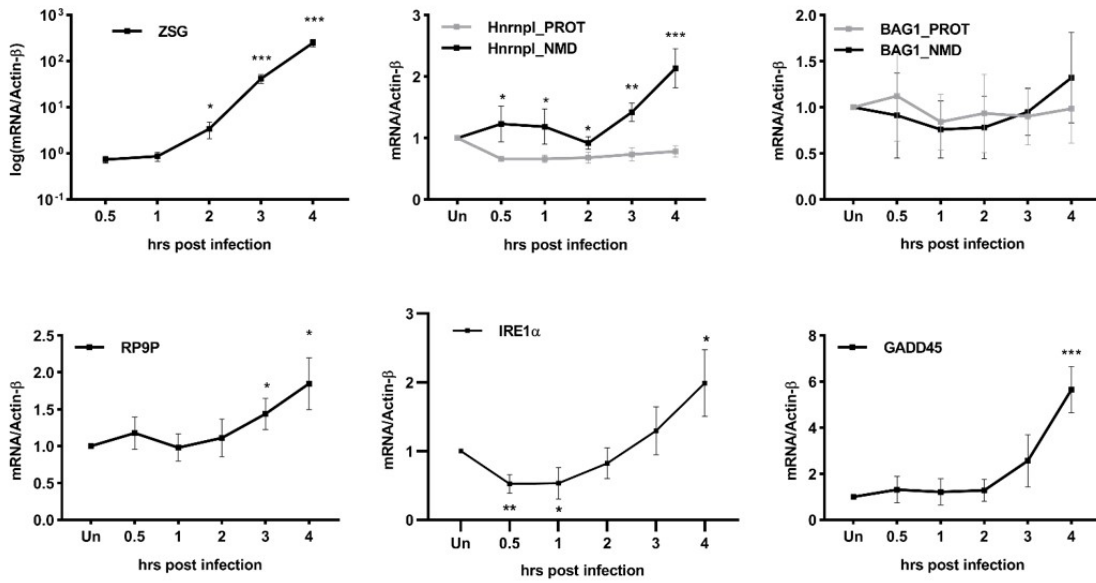 ZSG
log(mRNA/Actin-β)
10³
10²
10¹
10⁰
10⁻¹
*
***
***
0.5 1 2 3 4
hrs post infection
Hnrnpl_PROT
Hnrnpl_NMD
mRNA/Actin-β
3
2
1
0
*
*
*
**
***
Un 0.5 1 2 3 4
hrs post infection
BAG1_PROT
BAG1_NMD
mRNA/Actin-β
2.0
1.5
1.0
0.5
0.0
Un 0.5 1 2 3 4
hrs post infection
RP9P
mRNA/Actin-β
2.5
2.0
1.5
1.0
0.5
0.0
*
*
Un 0.5 1 2 3 4
hrs post infection
IRE1α
mRNA/Actin-β
3
2
1
0
**
*
*
Un 0.5 1 2 3 4
hrs post infection
GADD45
mRNA/Actin-β
8
6
4
2
0
***
Un 0.5 1 2 3 4
hrs post infection